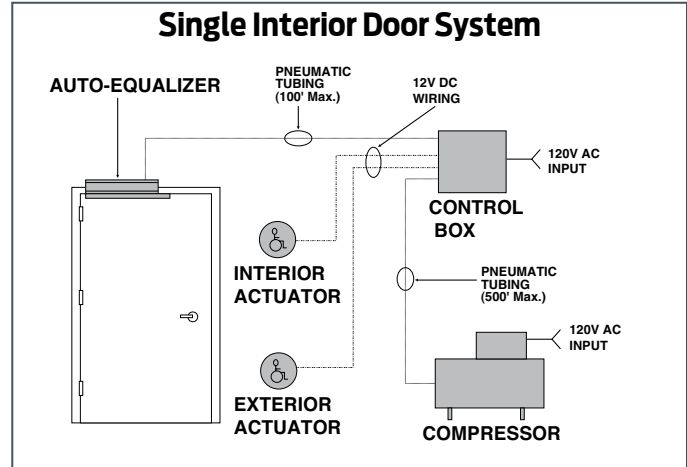 Single Interior Door System
AUTO-EQUALIZER
PNEUMATIC
TUBING
(100' Max.)
12V DC
WIRING
120V AC
INPUT
CONTROL
BOX
INTERIOR
ACTUATOR
PNEUMATIC
TUBING
(500' Max.)
120V AC
INPUT
EXTERIOR
ACTUATOR
COMPRESSOR